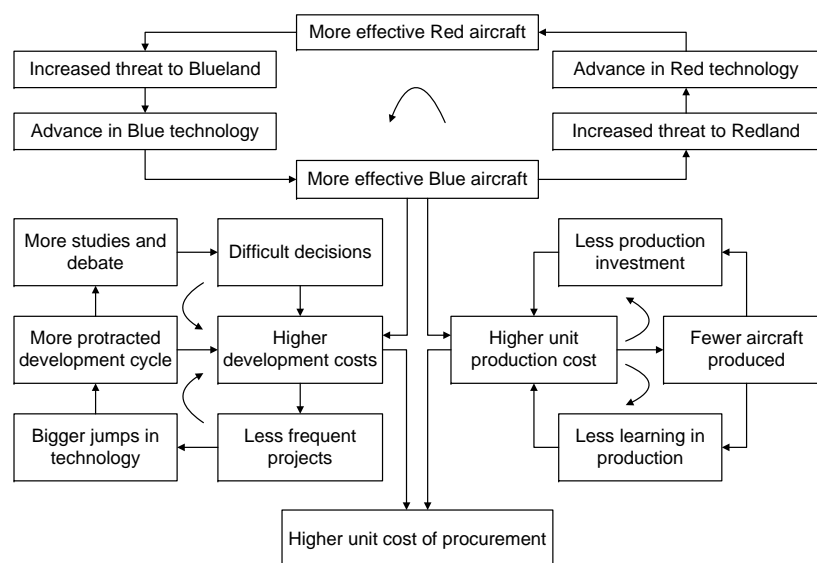 More effective Red aircraft
Increased threat to Blueland
Advance in Red technology
Advance in Blue technology
Increased threat to Redland
More effective Blue aircraft
More studies and
debate
Difficult decisions
Less production
investment
More protracted
development cycle
Higher
development costs
Higher unit
production cost
Fewer aircraft
produced
Bigger jumps in
technology
Less frequent
projects
Less learning in
production
Higher unit cost of procurement